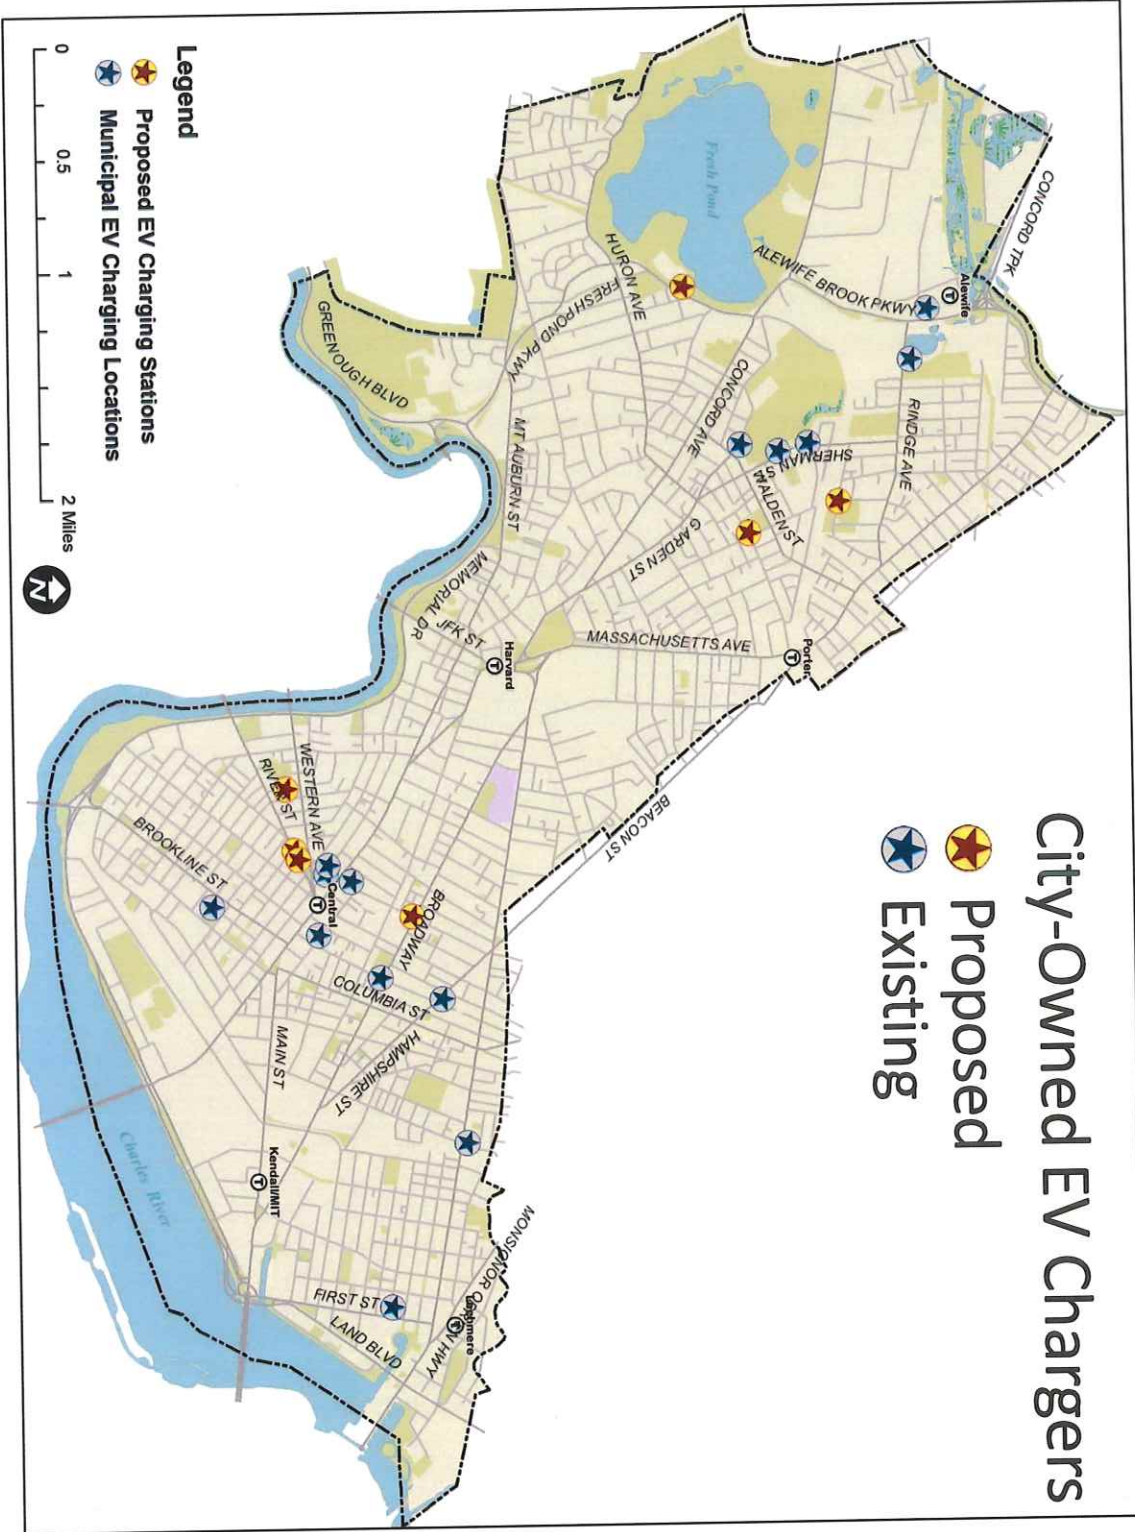 City-Owned EV Chargers
Proposed
Existing
CONCORD TPK
Alewife
T
ALEWIFE BROOK PKWY
Fresh Pond
RINDGE AVE
HURON AVE
FRESH POND PKWY
CONCORD AVE
SHERMAN S
WALDEN ST
GARDEN ST
GREENOUGH BLVD
MT AUBURN ST
MASSACHUSETTS AVE
Porter
T
MEMORIAL DR
JFK ST
Harvard
T
BEACON ST
WESTERN AVE
RIVER ST
BROOKLINE ST
Central
T
BROADWAY
COLUMBIA ST
HAMPSHIRE ST
MAIN ST
Kendall/MIT
T
Charles River
MONSIGNOR O HWY
Lechmere
T
FIRST ST
LAND BLVD
Legend
Proposed EV Charging Stations
Municipal EV Charging Locations
0 0.5 1 2 Miles
N